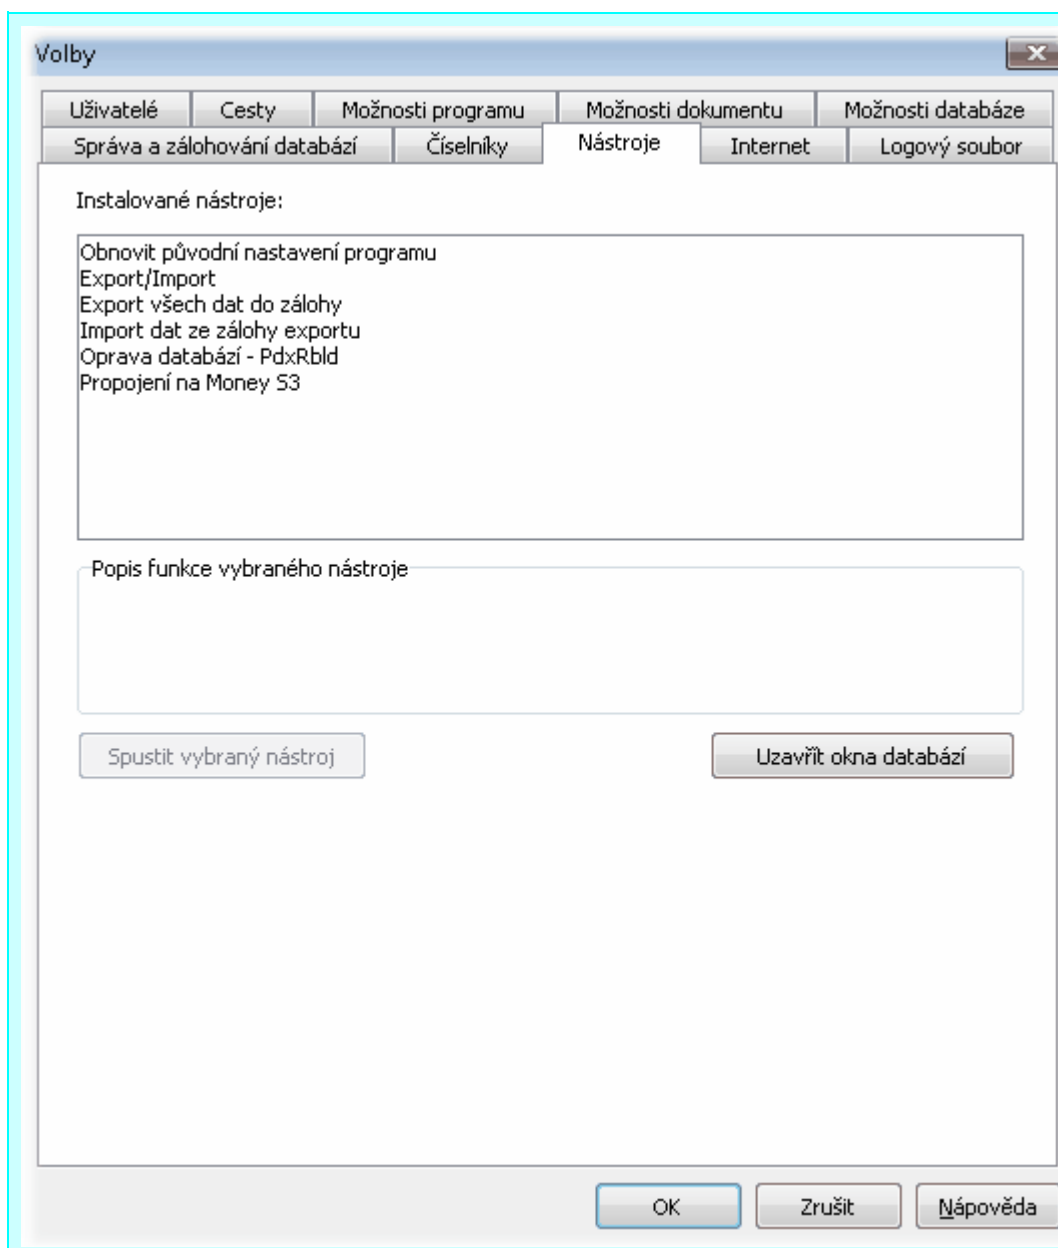 Volby
Uživatelé Cesty Možnosti programu Možnosti dokumentu Možnosti databáze
Správa a zálohování databází Číselníky Nástroje Internet Logový soubor
Instalované nástroje:
Obnovit původní nastavení programu
Export/Import
Export všech dat do zálohy
Import dat ze zálohy exportu
Oprava databází - PdxRbld
Propojení na Money S3
Popis funkce vybraného nástroje
Spustit vybraný nástroj Uzavřít okna databází
OK Zrušit Nápověda